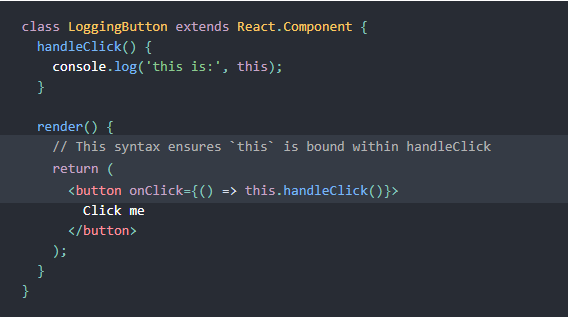 class LoggingButton extends React.Component {
  handleClick() {
    console.log('this is:', this);
  }

  render() {
    // This syntax ensures `this` is bound within handleClick
    return (
      <button onClick={() => this.handleClick()}>
        Click me
      </button>
    );
  }
}